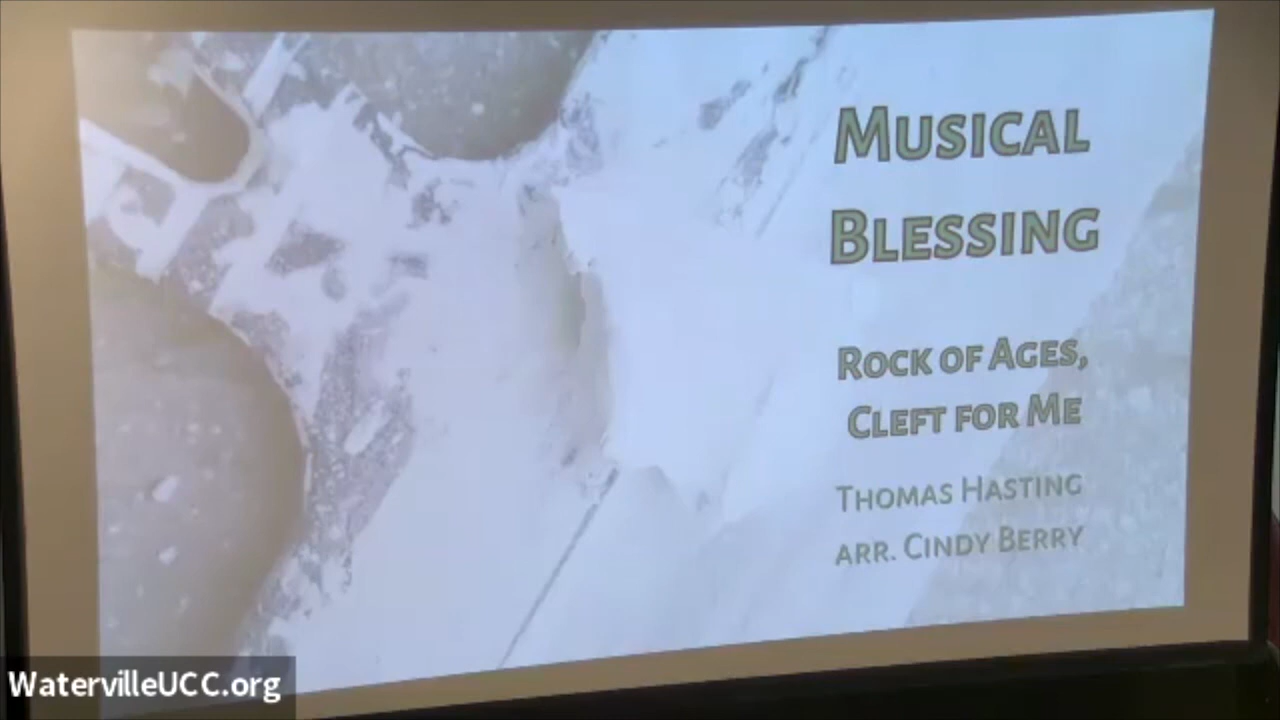 Musical
Blessing
Rock of Ages,
Cleft for Me
Thomas Hasting
arr. Cindy Berry
WatervilleUCC.org